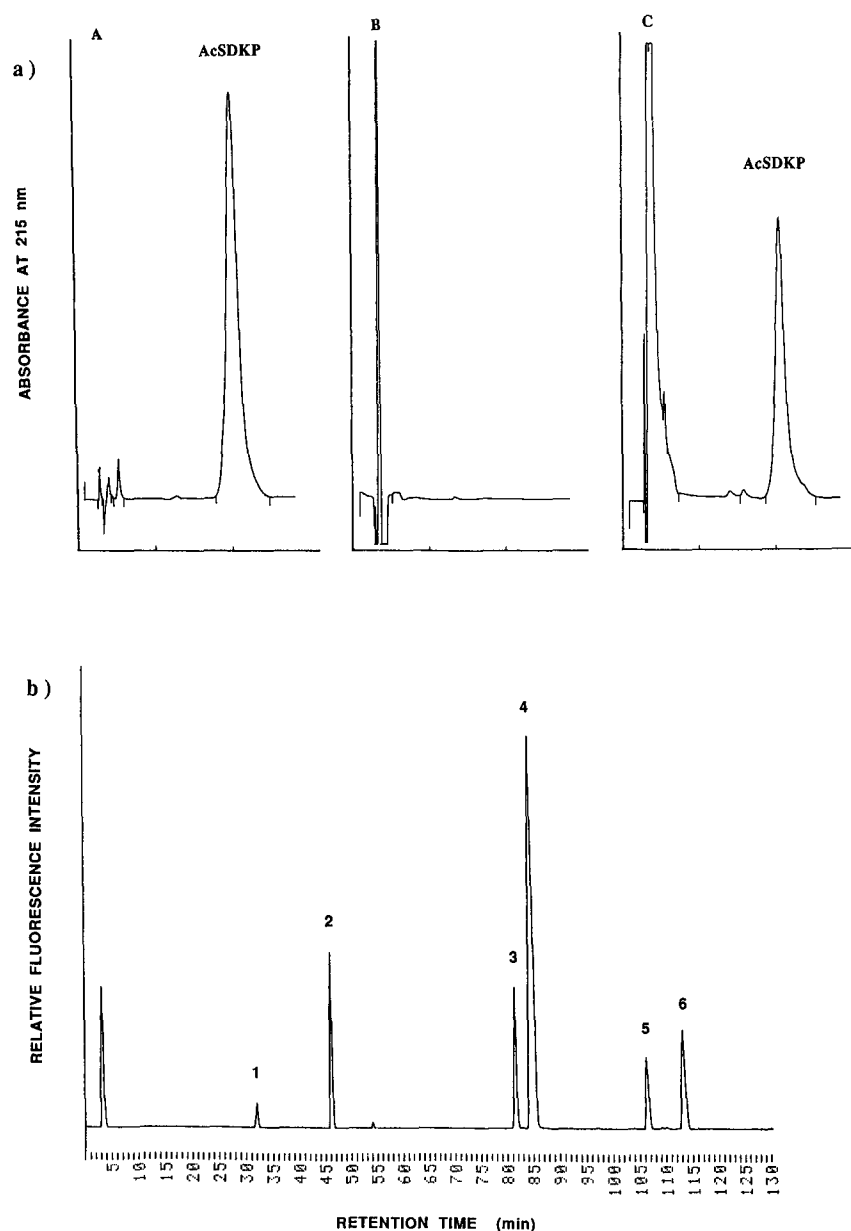 a)
A
AcSDKP
B
C
AcSDKP
ABSORBANCE AT 215 nm
b)
RELATIVE FLUORESCENCE INTENSITY
1
2
3
4
5
6
5 10 15 20 25 30 35 40 45 50 55 60 65 70 75 80 85 90 95 100 105 110 115 120 125 130
RETENTION TIME (min)